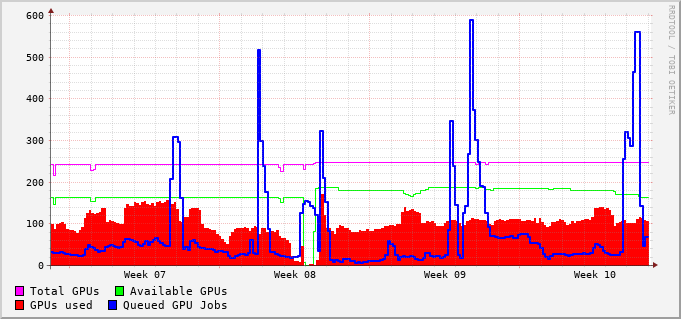 600
500
400
300
200
100
0
Week 07 Week 08 Week 09 Week 10
Total GPUs Available GPUs
GPUs used Queued GPU Jobs
RRDTOOL / TOBI OETIKER